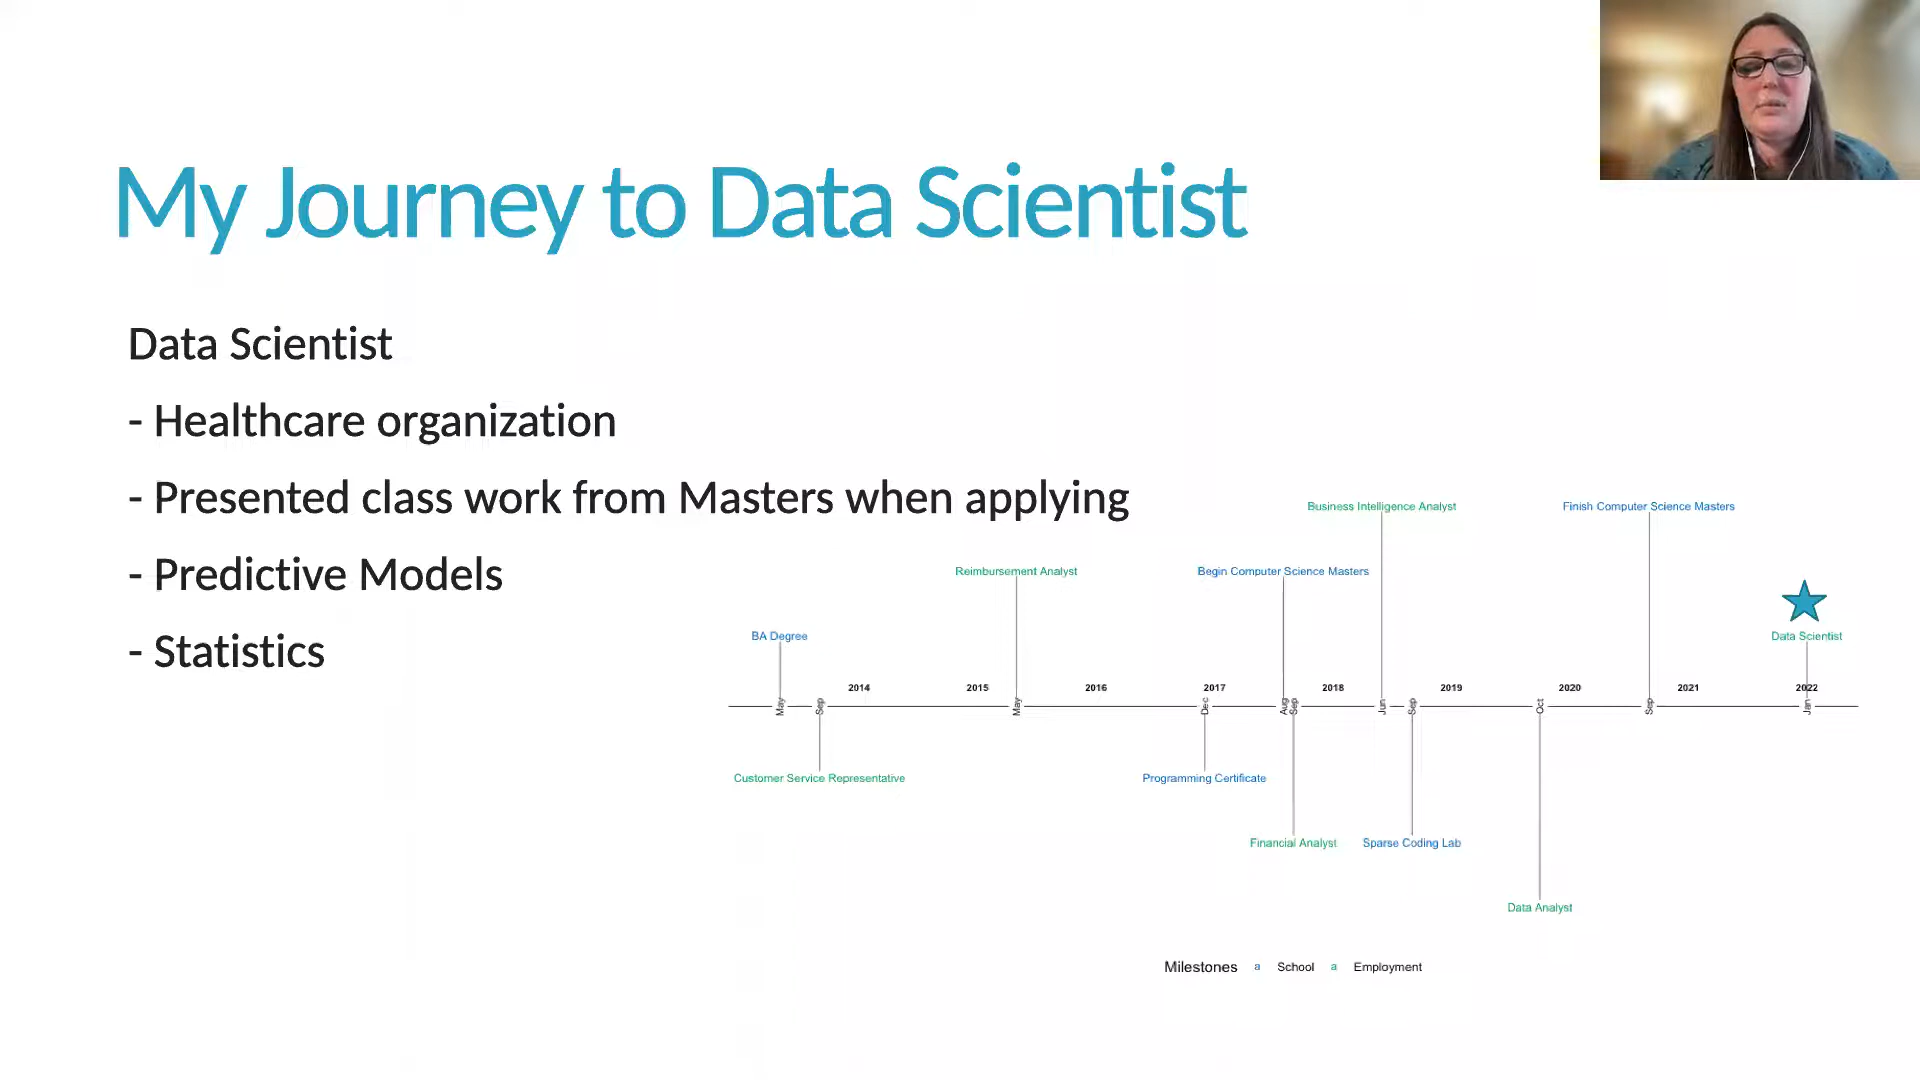 My Journey to Data Scientist
Data Scientist
- Healthcare organization
- Presented class work from Masters when applying
- Predictive Models
- Statistics
Business Intelligence Analyst
Finish Computer Science Masters
Reimbursement Analyst
Begin Computer Science Masters
BA Degree
Data Scientist
2014 2015 2016 2017 2018 2019 2020 2021 2022
May Sep May Dec Aug Sep Jun Sep Oct Sep Jan
Customer Service Representative
Programming Certificate
Financial Analyst
Sparse Coding Lab
Data Analyst
Milestones a School a Employment